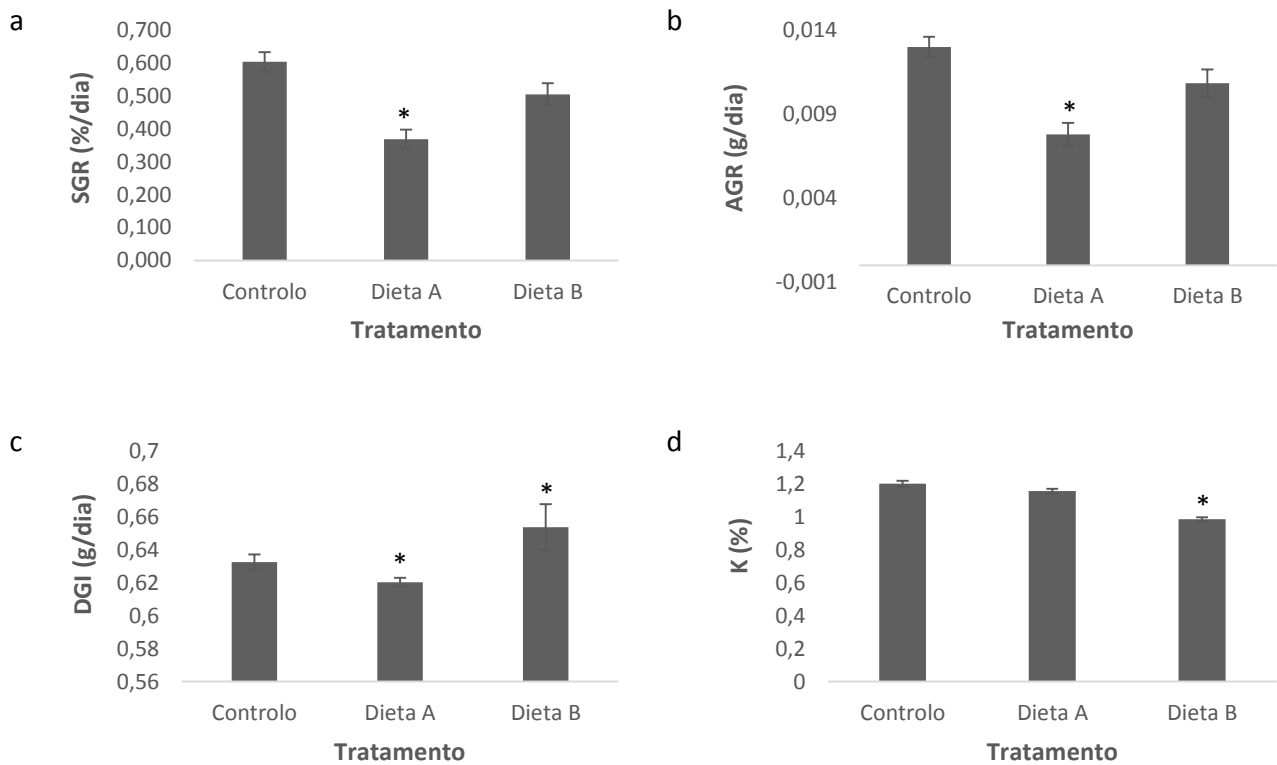 a
0,700
0,600
0,500
0,400
0,300
0,200
0,100
0,000
SGR (%/dia)
*
Controlo Dieta A Dieta B
Tratamento
b
0,014
0,009
0,004
-0,001
AGR (g/dia)
*
Controlo Dieta A Dieta B
Tratamento
c
0,7
0,68
0,66
0,64
0,62
0,6
0,58
0,56
DGI (g/dia)
*
*
Controlo Dieta A Dieta B
Tratamento
d
1,4
1,2
1
0,8
0,6
0,4
0,2
0
K (%)
*
Controlo Dieta A Dieta B
Tratamento